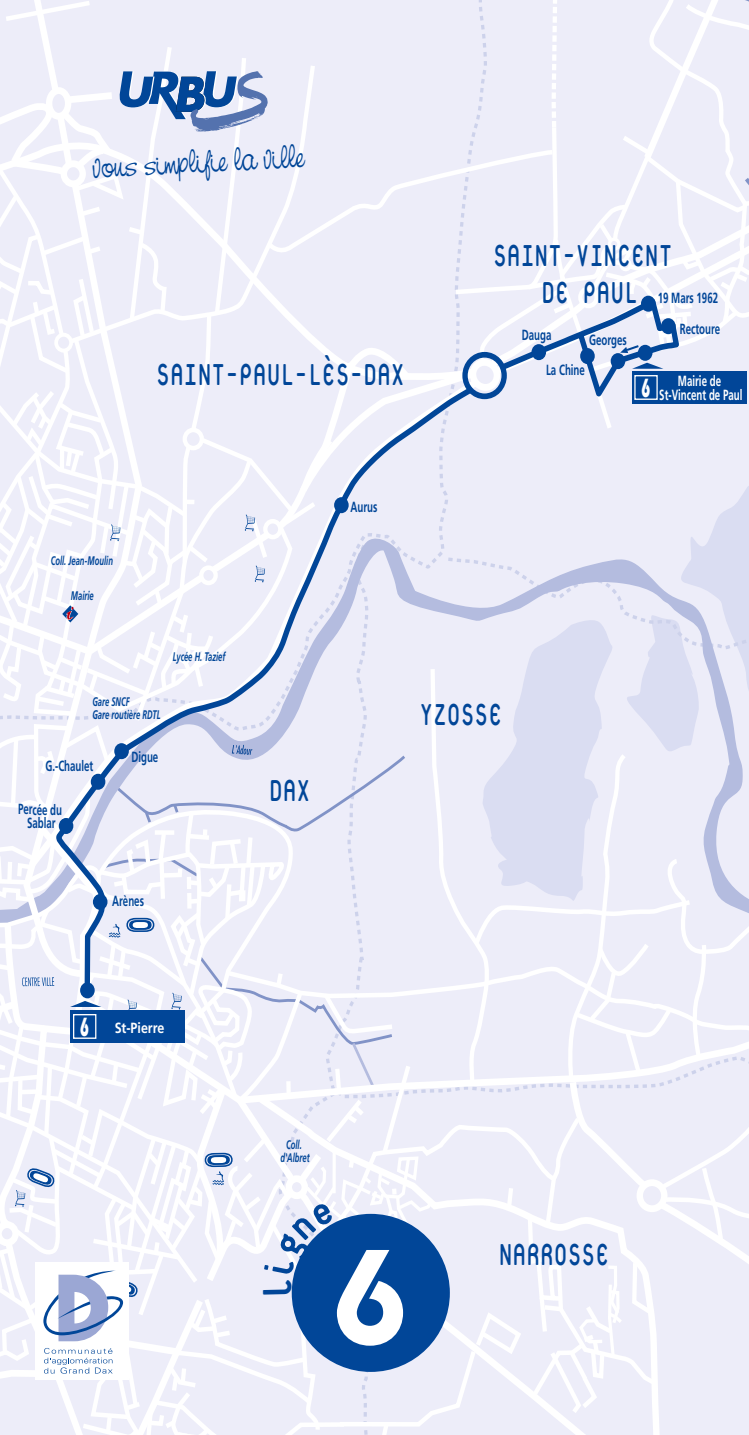 URBUS
vous simplifie la ville
SAINT-VINCENT
DE PAUL
19 Mars 1962
Rectoure
Dauga
Georges
La Chine
6
Mairie de
St-Vincent de Paul
SAINT-PAUL-LÈS-DAX
Aurus
Coll. Jean-Moulin
Mairie
Lycée H. Tazief
Gare SNCF
Gare routière RDTL
YZOSSE
L'Adour
Digue
G.-Chaulet
DAX
Percée du
Sablar
Arènes
CENTRE VILLE
6
St-Pierre
Coll.
d'Albret
Ligne
6
NARROSSE
D
Communauté
d'agglomération
du Grand Dax